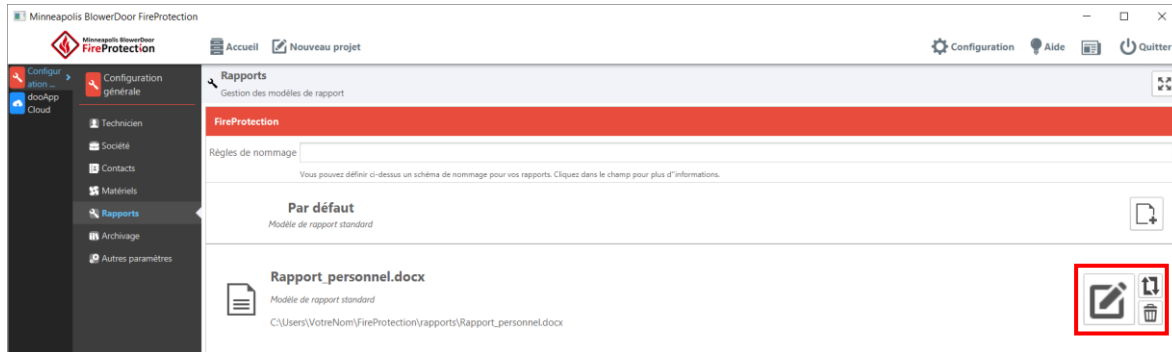 Minneapolis BlowerDoor FireProtection
Minneapolis BlowerDoor
FireProtection
Accueil
Nouveau projet
Configuration
Aide
Quitter
Configur
ation ...
dooApp
Cloud
Configuration
générale
Technicien
Société
Contacts
Matériels
Rapports
Archivage
Autres paramètres
Rapports
Gestion des modèles de rapport
FireProtection
Régles de nommage
Vous pouvez définir ci-dessus un schéma de nommage pour vos rapports. Cliquez dans le champ pour plus d"informations.
Par défaut
Modèle de rapport standard
Rapport_personnel.docx
Modèle de rapport standard
C:\Users\VotreNom\FireProtection\rapports\Rapport_personnel.docx